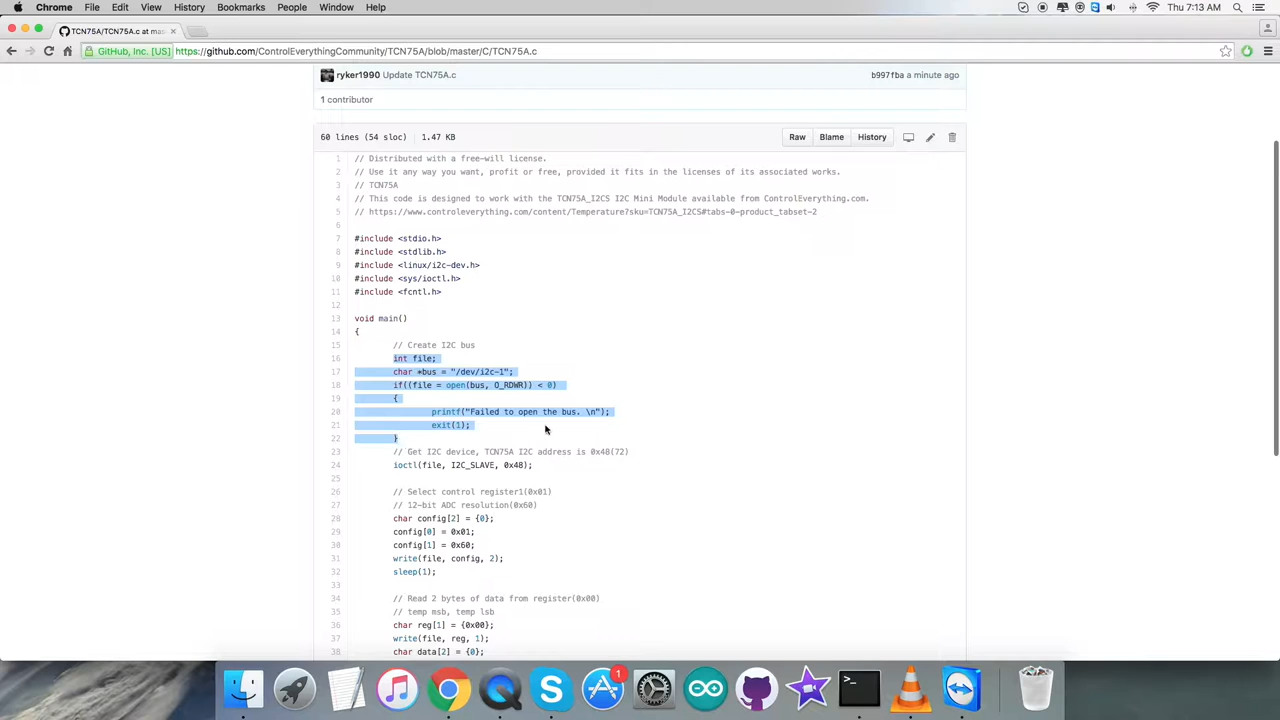 Chrome File Edit View History Bookmarks People Window Help Thu 7:13 AM
TCN75A/TCN75A.c at mas
GitHub, Inc. [US] https://github.com/ControlEverythingCommunity/TCN75A/blob/master/C/TCN75A.c
ryker1990 Update TCN75A.c b997fba a minute ago
1 contributor
60 lines (54 sloc) 1.47 KB Raw Blame History
1 // Distributed with a free-will license.
2 // Use it any way you want, profit or free, provided it fits in the licenses of its associated works.
3 // TCN75A
4 // This code is designed to work with the TCN75A_I2CS I2C Mini Module available from ControlEverything.com.
5 // https://www.controleverything.com/content/Temperature?sku=TCN75A_I2CS#tabs-0-product_tabset-2
6
7 #include <stdio.h>
8 #include <stdlib.h>
9 #include <linux/i2c-dev.h>
10 #include <sys/ioctl.h>
11 #include <fcntl.h>
12
13 void main()
14 {
15 // Create I2C bus
16 int file;
17 char *bus = "/dev/i2c-1";
18 if((file = open(bus, O_RDWR)) < 0)
19 {
20 printf("Failed to open the bus. \n");
21 exit(1);
22 }
23 // Get I2C device, TCN75A I2C address is 0x48(72)
24 ioctl(file, I2C_SLAVE, 0x48);
25
26 // Select control register1(0x01)
27 // 12-bit ADC resolution(0x60)
28 char config[2] = {0};
29 config[0] = 0x01;
30 config[1] = 0x60;
31 write(file, config, 2);
32 sleep(1);
33
34 // Read 2 bytes of data from register(0x00)
35 // temp msb, temp lsb
36 char reg[1] = {0x00};
37 write(file, reg, 1);
38 char data[2] = {0};
1